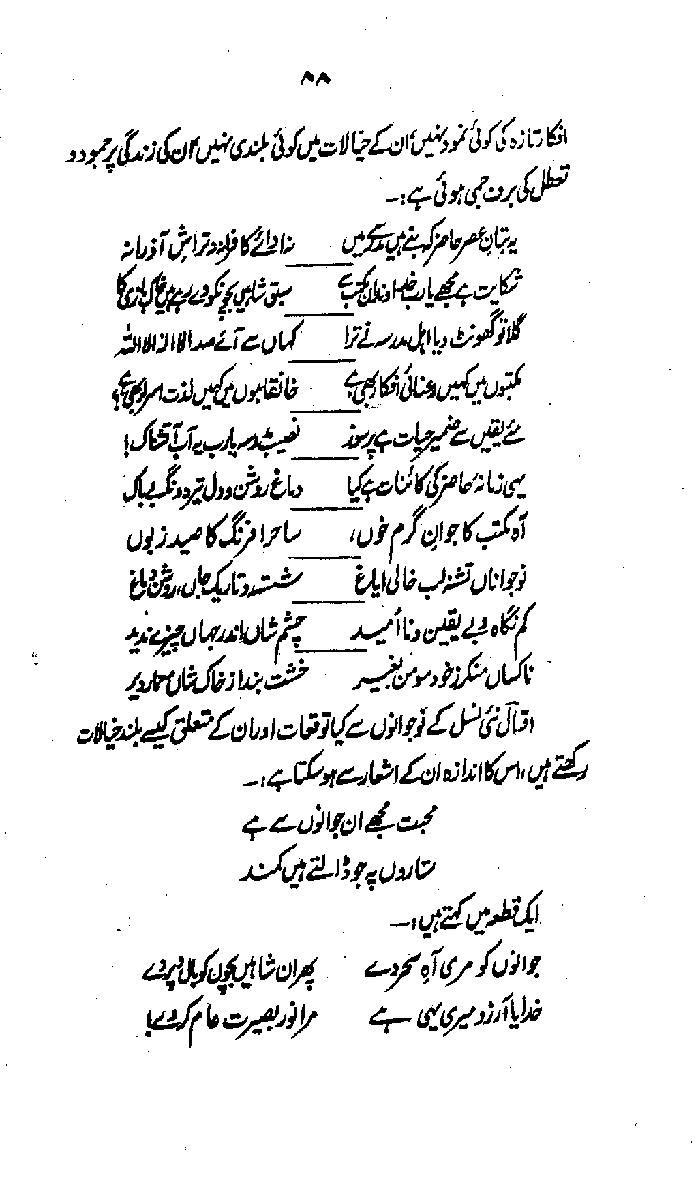 ۸۸
افکار تازہ کی کوئی نمود نہیں، ان کے خیالات میں کوئی بلندی نہیں، ان کی زندگی پر جمود و
تعطل کی برف جمی ہوئی ہے:-
یہ بتانِ عصر حاضر کہ بنے ہیں مدرسے میں نہ ادائے کافرانہ نہ تراش آذرانہ
شکایت ہے مجھے یارب خداوندانِ مکتب سے سبق شاہیں بچے کو دے رہے ہیں خاکبازی کا
گلا تو گھونٹ دیا اہل مدرسہ نے ترا کہاں سے آئے صدا لا الٰہ الا اللہ
مکتبوں میں کہیں رعنائی افکار بھی ہے؟ خانقاہوں میں کہیں لذت اسرار بھی ہے؟
مئے یقیں سے ضمیر حیات ہے پرسوز نصیب مدرسہ یارب یہ آب آتشناک!
یہی زمانہ حاضر کی کائنات ہے کیا دماغ روشن و دل تیرہ و نگہ بے باک
آہ مکتب کا جوانِ گرم خوں، ساحر افرنگ کا صید زبوں
نوجواناں تشنہ لب خالی ایاغ شستہ رو تاریک جاں، روشن دماغ
کم نگاہ و بے یقین و نا امید چشم شاں اندر جہاں چیزے ندید
ناکساں منکر ز خود مومن بغیر خشت بند از خاک شاں معمار دیر
اقبال نئی نسل کے نوجوانوں سے کیا توقعات اور ان کے متعلق کیسے بلند خیالات
رکھتے ہیں، اس کا اندازہ ان کے اشعار سے ہو سکتا ہے:-
محبت مجھے ان جوانوں سے ہے
ستاروں پہ جو ڈالتے ہیں کمند
ایک قطعہ میں کہتے ہیں:-
جوانوں کو مری آہِ سحر دے پھر ان شاہیں بچوں کو بال و پر دے
خدایا آرزو میری یہی ہے مرا نور بصیرت عام کر دے!